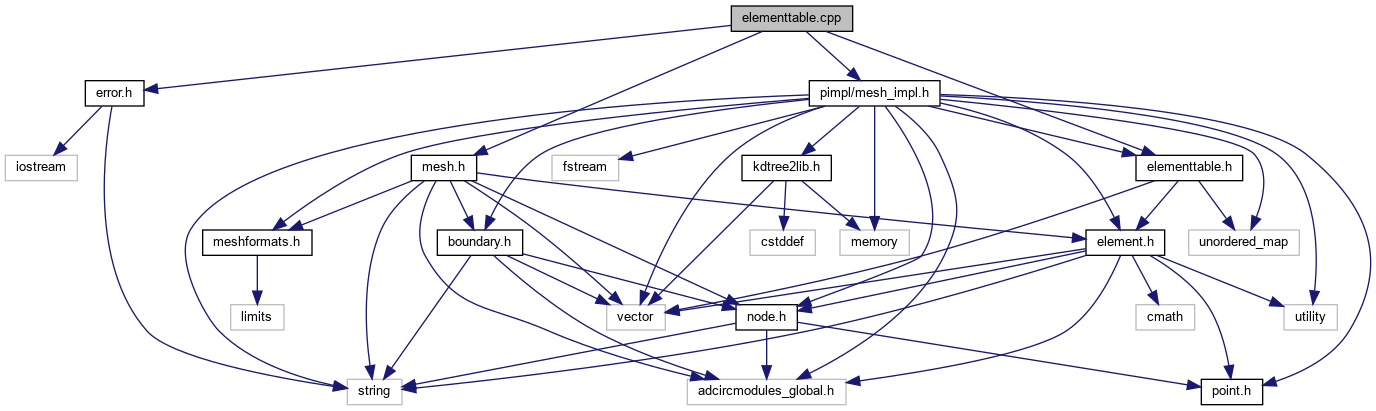 elementtable.cpp
error.h
pimpl/mesh_impl.h
iostream
mesh.h
fstream
kdtree2lib.h
elementtable.h
meshformats.h
boundary.h
cstddef
memory
element.h
unordered_map
limits
vector
node.h
cmath
utility
string
adcircmodules_global.h
point.h